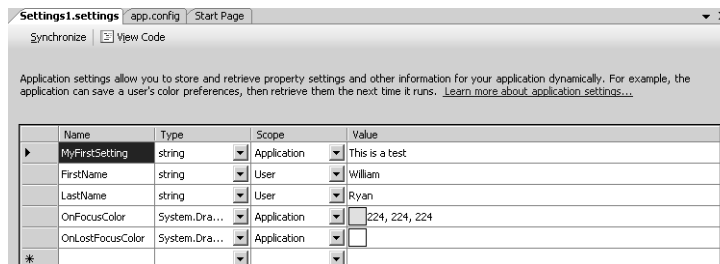 Settings1.settings app.config Start Page
Synchronize View Code
Application settings allow you to store and retrieve property settings and other information for your application dynamically. For example, the
application can save a user's color preferences, then retrieve them the next time it runs. Learn more about application settings...
Name Type Scope Value
MyFirstSetting string Application This is a test
FirstName string User William
LastName string User Ryan
OnFocusColor System.Dra... Application 224, 224, 224
OnLostFocusColor System.Dra... Application